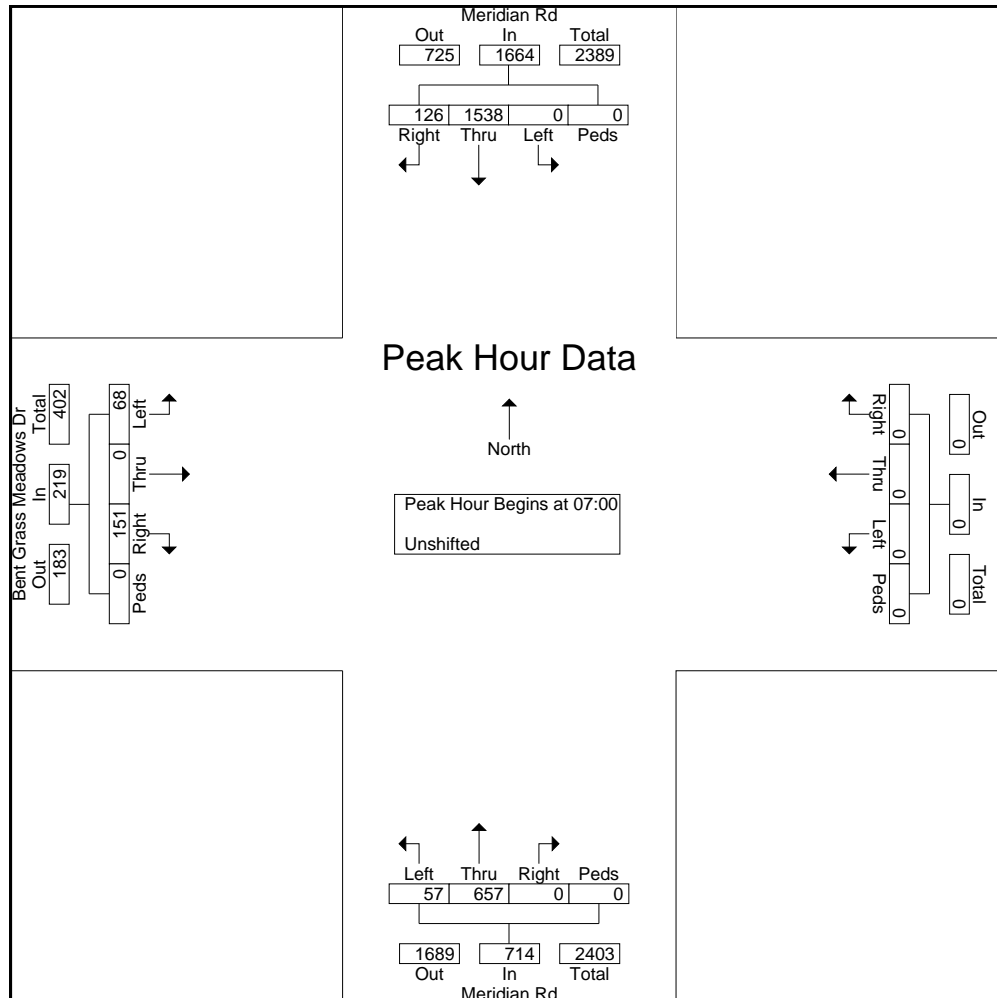 Meridian Rd
Out In Total
725 1664 2389
126 1538 0 0
Right Thru Left Peds
Peak Hour Data
North
Peak Hour Begins at 07:00
Unshifted
Bent Grass Meadows Dr
Out In Total
183 219 402
68 0 151 0
Left Thru Right Peds
Out In Total
0 0 0
0 0 0 0
Right Thru Left Peds
Left Thru Right Peds
57 657 0 0
1689 714 2403
Out In Total
Meridian Rd